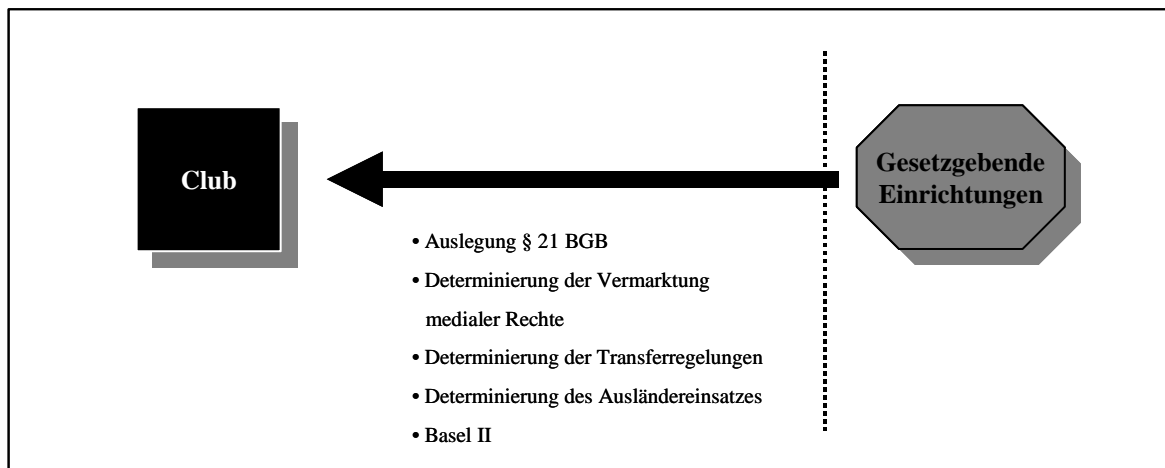 Club
Gesetzgebende
Einrichtungen
• Auslegung § 21 BGB
• Determinierung der Vermarktung
medialer Rechte
• Determinierung der Transferregelungen
• Determinierung des Ausländereinsatzes
• Basel II